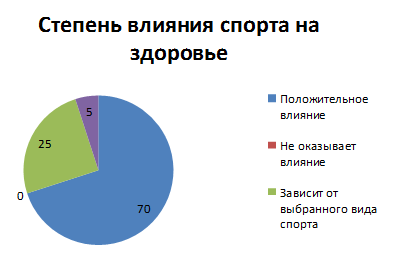 Степень влияния спорта на
здоровье
5
25
0
70
Положительное
влияние
Не оказывает
влияние
Зависит от
выбранного вида
спорта